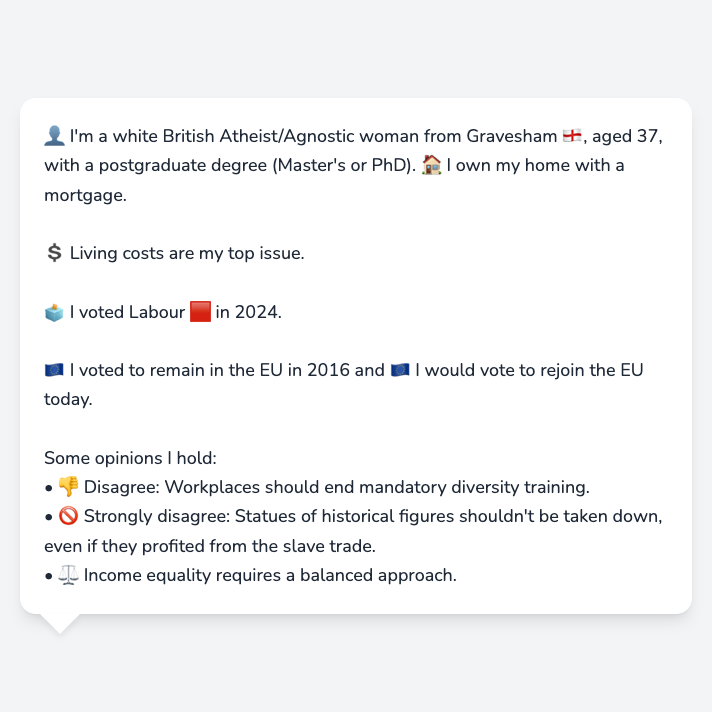 👤 I'm a white British Atheist/Agnostic woman from Gravesham 🏴󠁧󠁢󠁥󠁮󠁧󠁿, aged 37,
with a postgraduate degree (Master's or PhD). 🏠 I own my home with a
mortgage.
💲 Living costs are my top issue.
🗳️ I voted Labour 🟥 in 2024.
🇪🇺 I voted to remain in the EU in 2016 and 🇪🇺 I would vote to rejoin the EU
today.
Some opinions I hold:
• 👎 Disagree: Workplaces should end mandatory diversity training.
• 🚫 Strongly disagree: Statues of historical figures shouldn't be taken down,
even if they profited from the slave trade.
• ⚖️ Income equality requires a balanced approach.